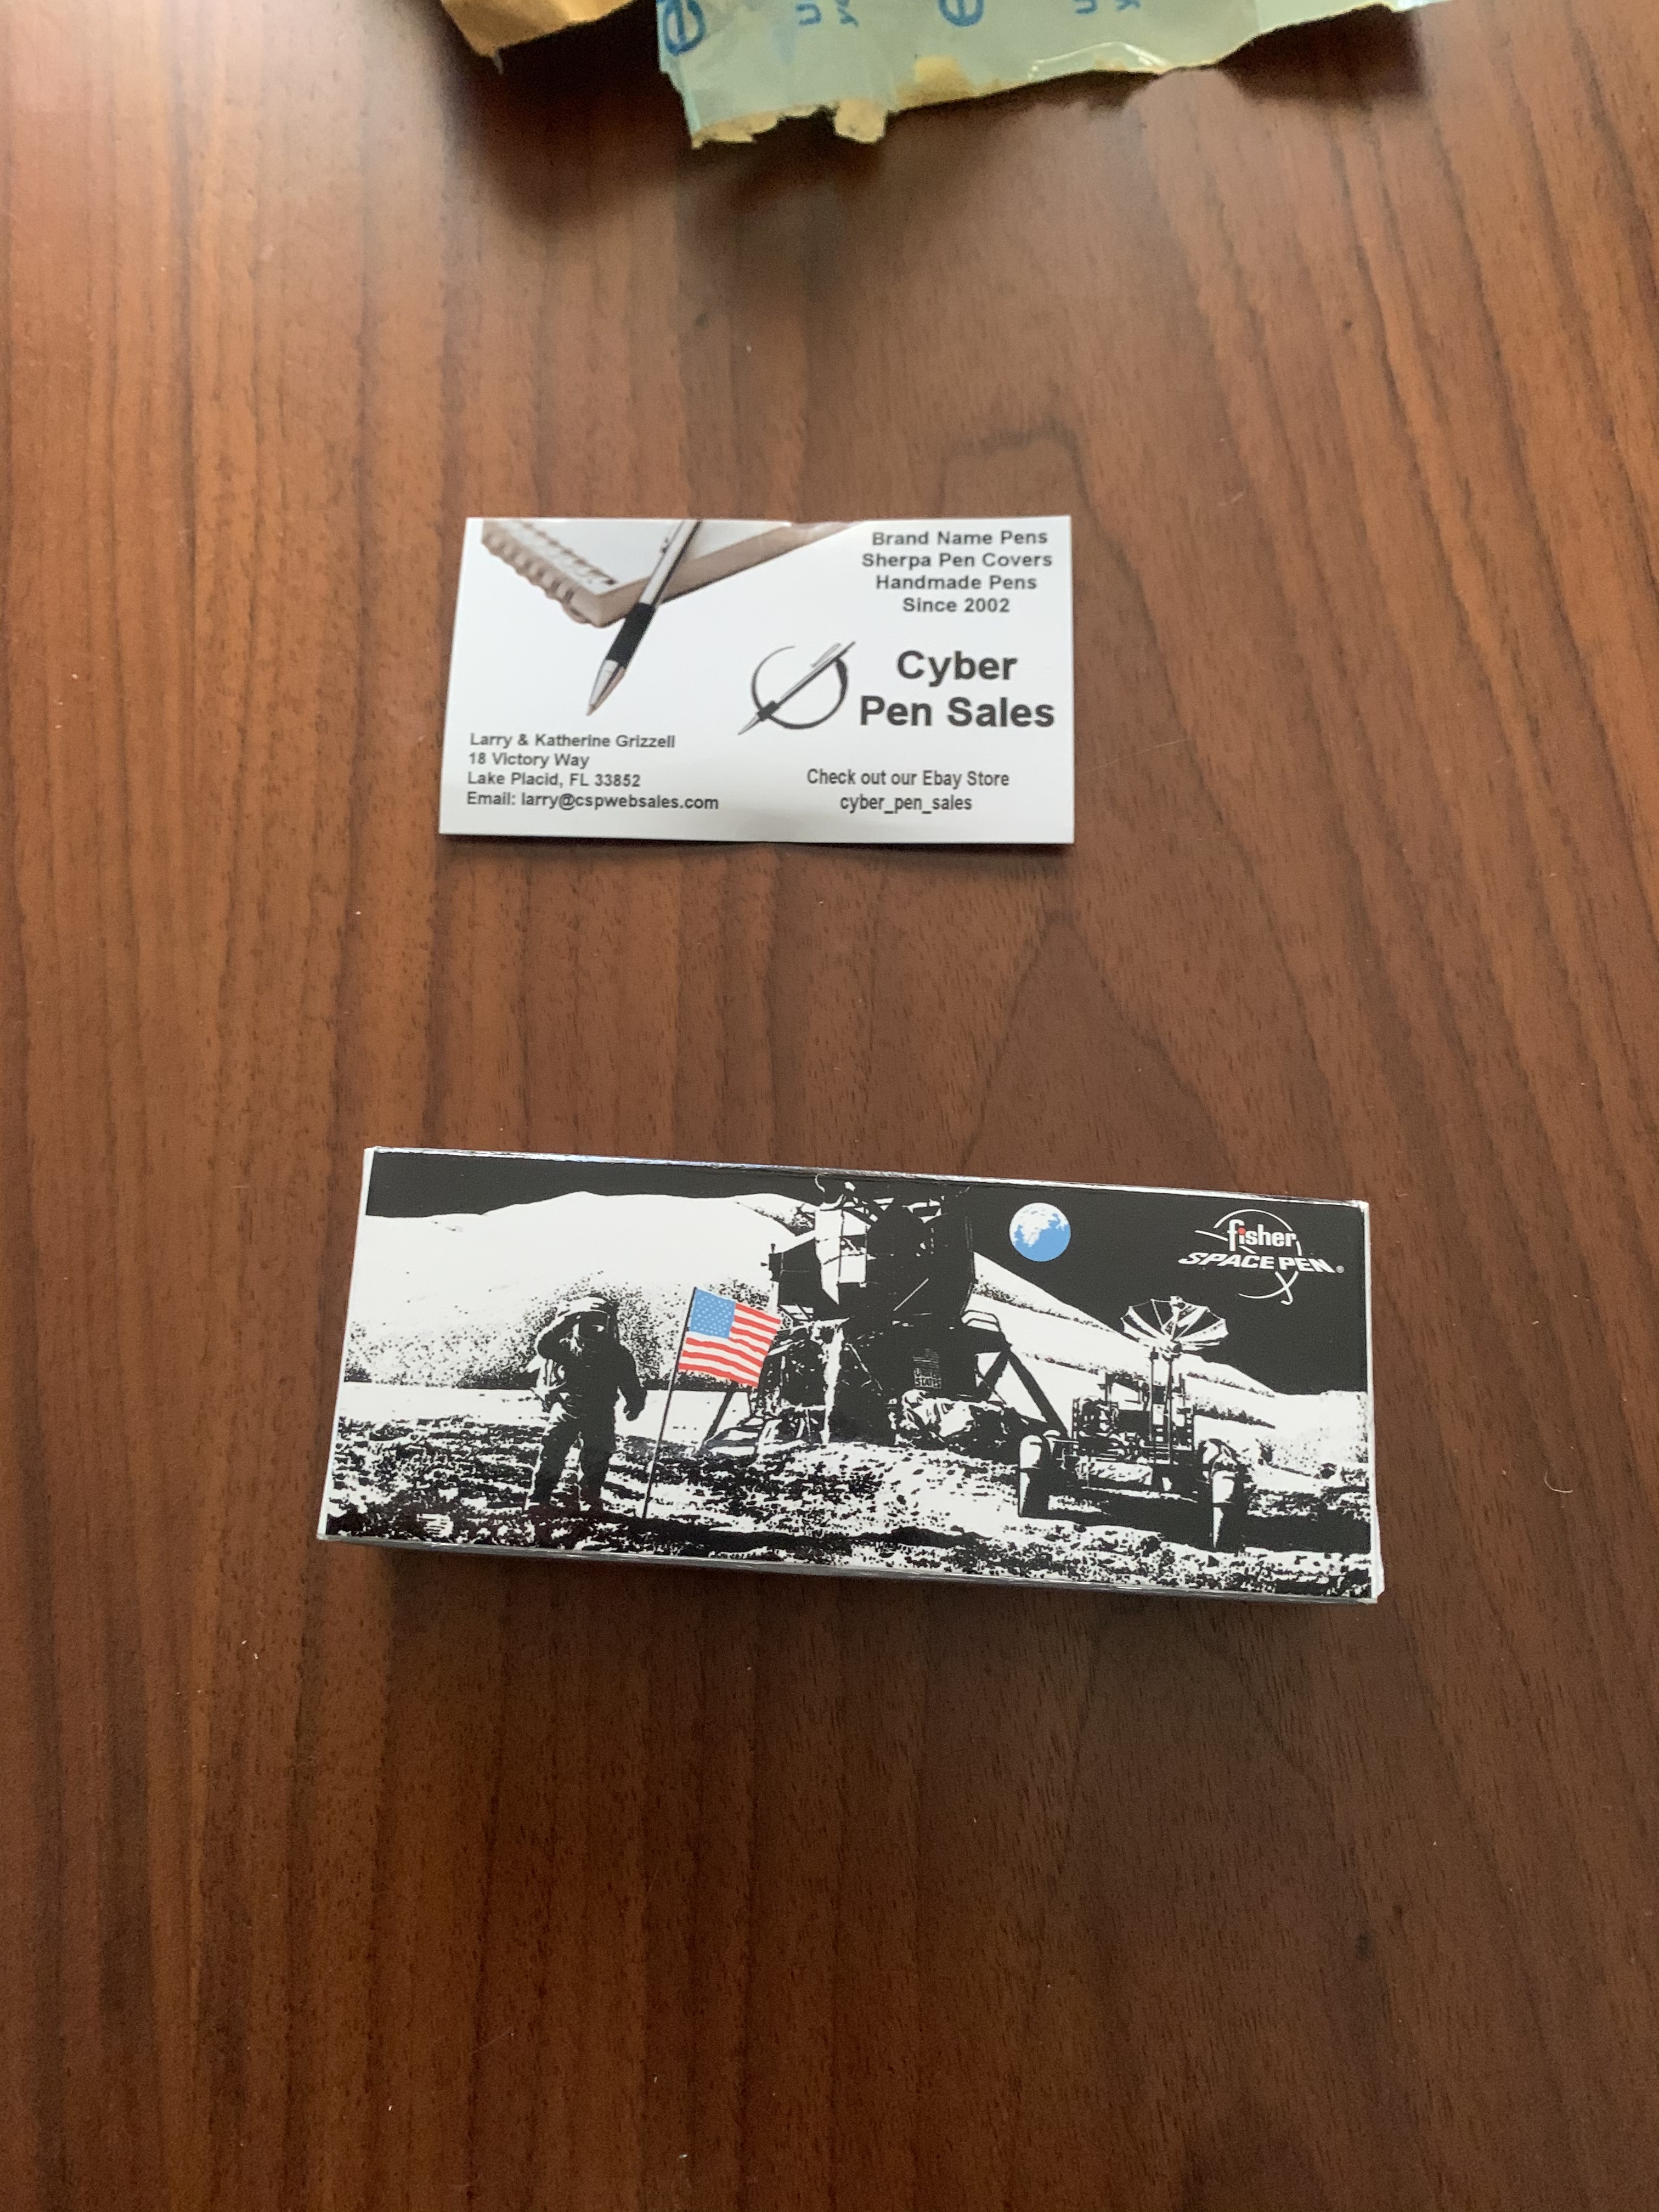 Brand Name Pens
Sherpa Pen Covers
Handmade Pens
Since 2002
Cyber
Pen Sales
Larry & Katherine Grizzell
18 Victory Way
Lake Placid, FL 33852
Email: larry@cspwebsales.com
Check out our Ebay Store
cyber_pen_sales
fisher
SPACE PEN®